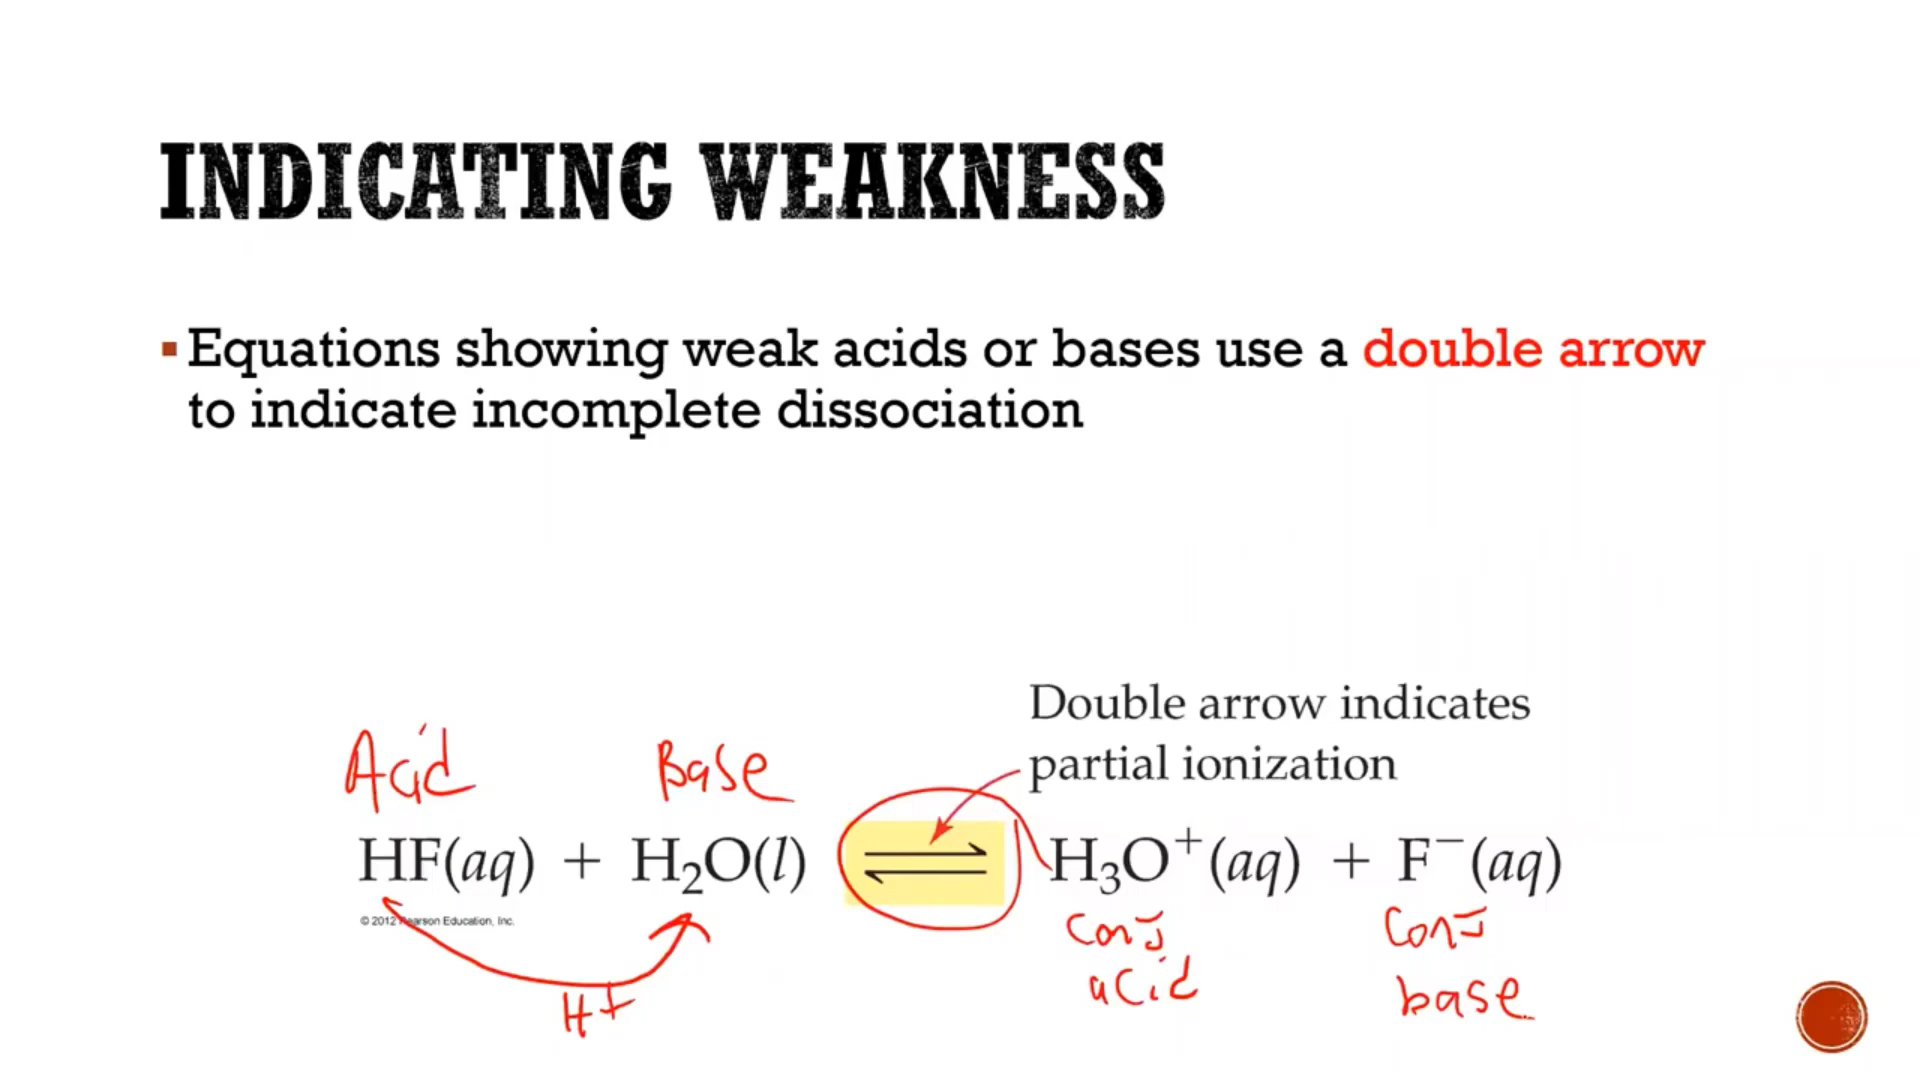 INDICATING WEAKNESS
▪ Equations showing weak acids or bases use a double arrow
to indicate incomplete dissociation
Double arrow indicates
partial ionization
Acid Base
HF(aq) + H₂O(l) ⇌ H₃O⁺(aq) + F⁻(aq)
© 2012 Pearson Education, Inc.
Conj Conj
acid base
H+